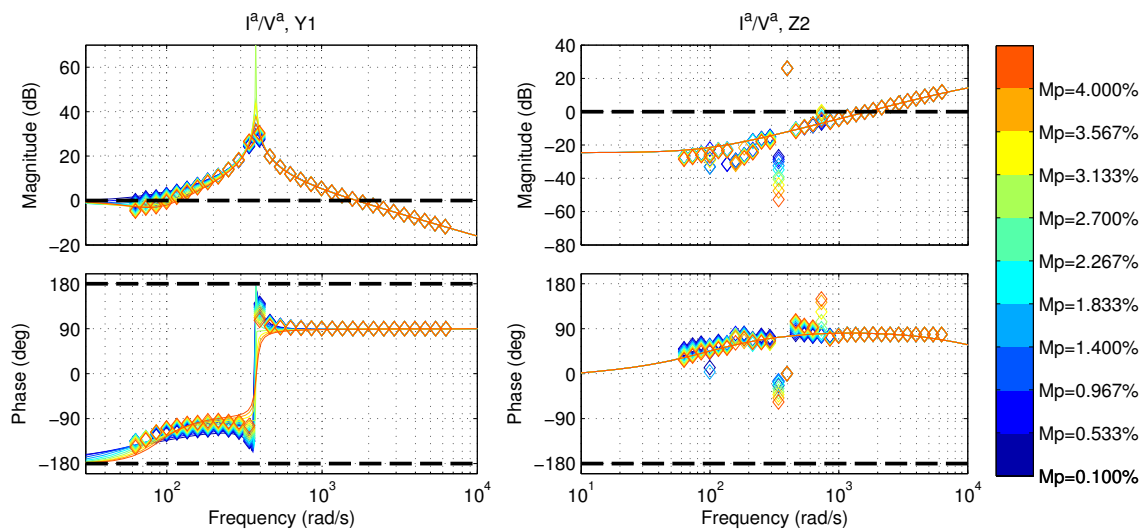 I^a/V^a, Y1
60
40
20
0
−20
Magnitude (dB)
180
90
0
−90
−180
Phase (deg)
10^2
10^3
10^4
Frequency (rad/s)
I^a/V^a, Z2
40
20
0
−20
−40
−60
−80
Magnitude (dB)
180
90
0
−90
−180
Phase (deg
10^1
10^2
10^3
10^4
Frequency (rad/s)
Mp=4.000%
Mp=3.567%
Mp=3.133%
Mp=2.700%
Mp=2.267%
Mp=1.833%
Mp=1.400%
Mp=0.967%
Mp=0.533%
Mp=0.100%